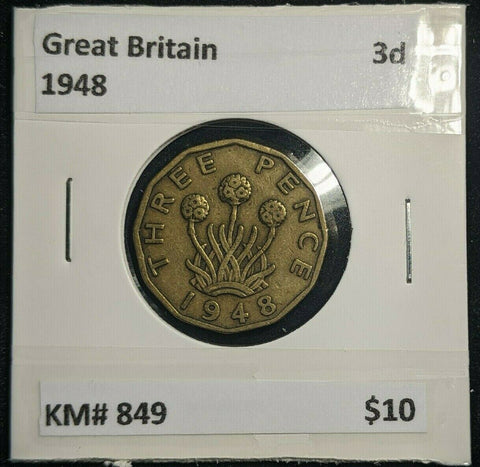 Great Britain 3d
1948
THREE PENCE
1948
KM# 849 $10